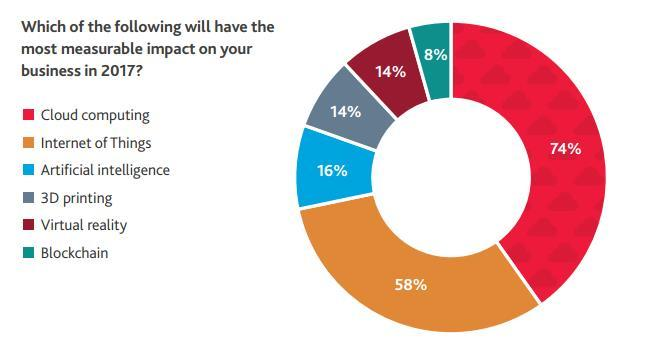 Which of the following will have the
most measurable impact on your
business in 2017?
Cloud computing
Internet of Things
Artificial intelligence
3D printing
Virtual reality
Blockchain
8%
14%
14%
16%
74%
58%